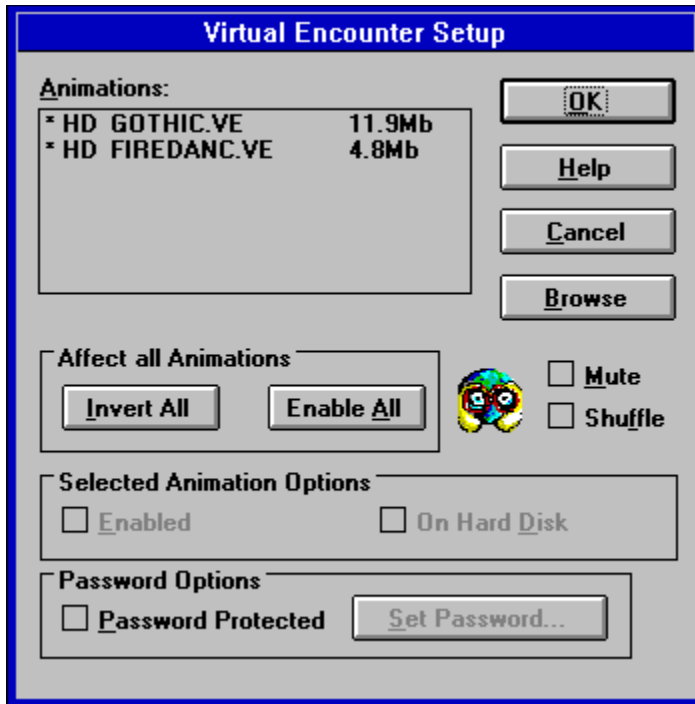 Virtual Encounter Setup
Animations:
* HD GOTHIC.VE 11.9Mb
* HD FIREDANC.VE 4.8Mb
OK
Help
Cancel
Browse
Affect all Animations
Invert All Enable All
Mute
Shuffle
Selected Animation Options
Enabled On Hard Disk
Password Options
Password Protected Set Password...